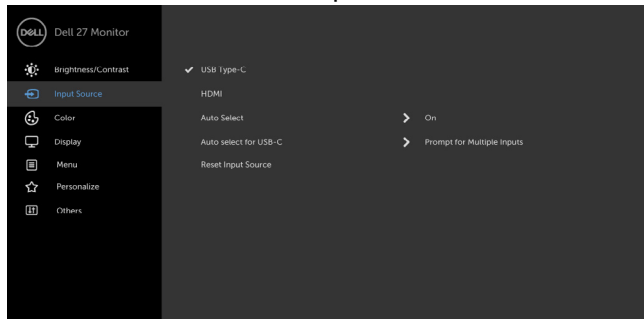 DELL Dell 27 Monitor
Brightness/Contrast
USB Type-C
Input Source
HDMI
Color
Auto Select
On
Display
Auto select for USB-C
Prompt for Multiple Inputs
Menu
Reset Input Source
Personalize
Others